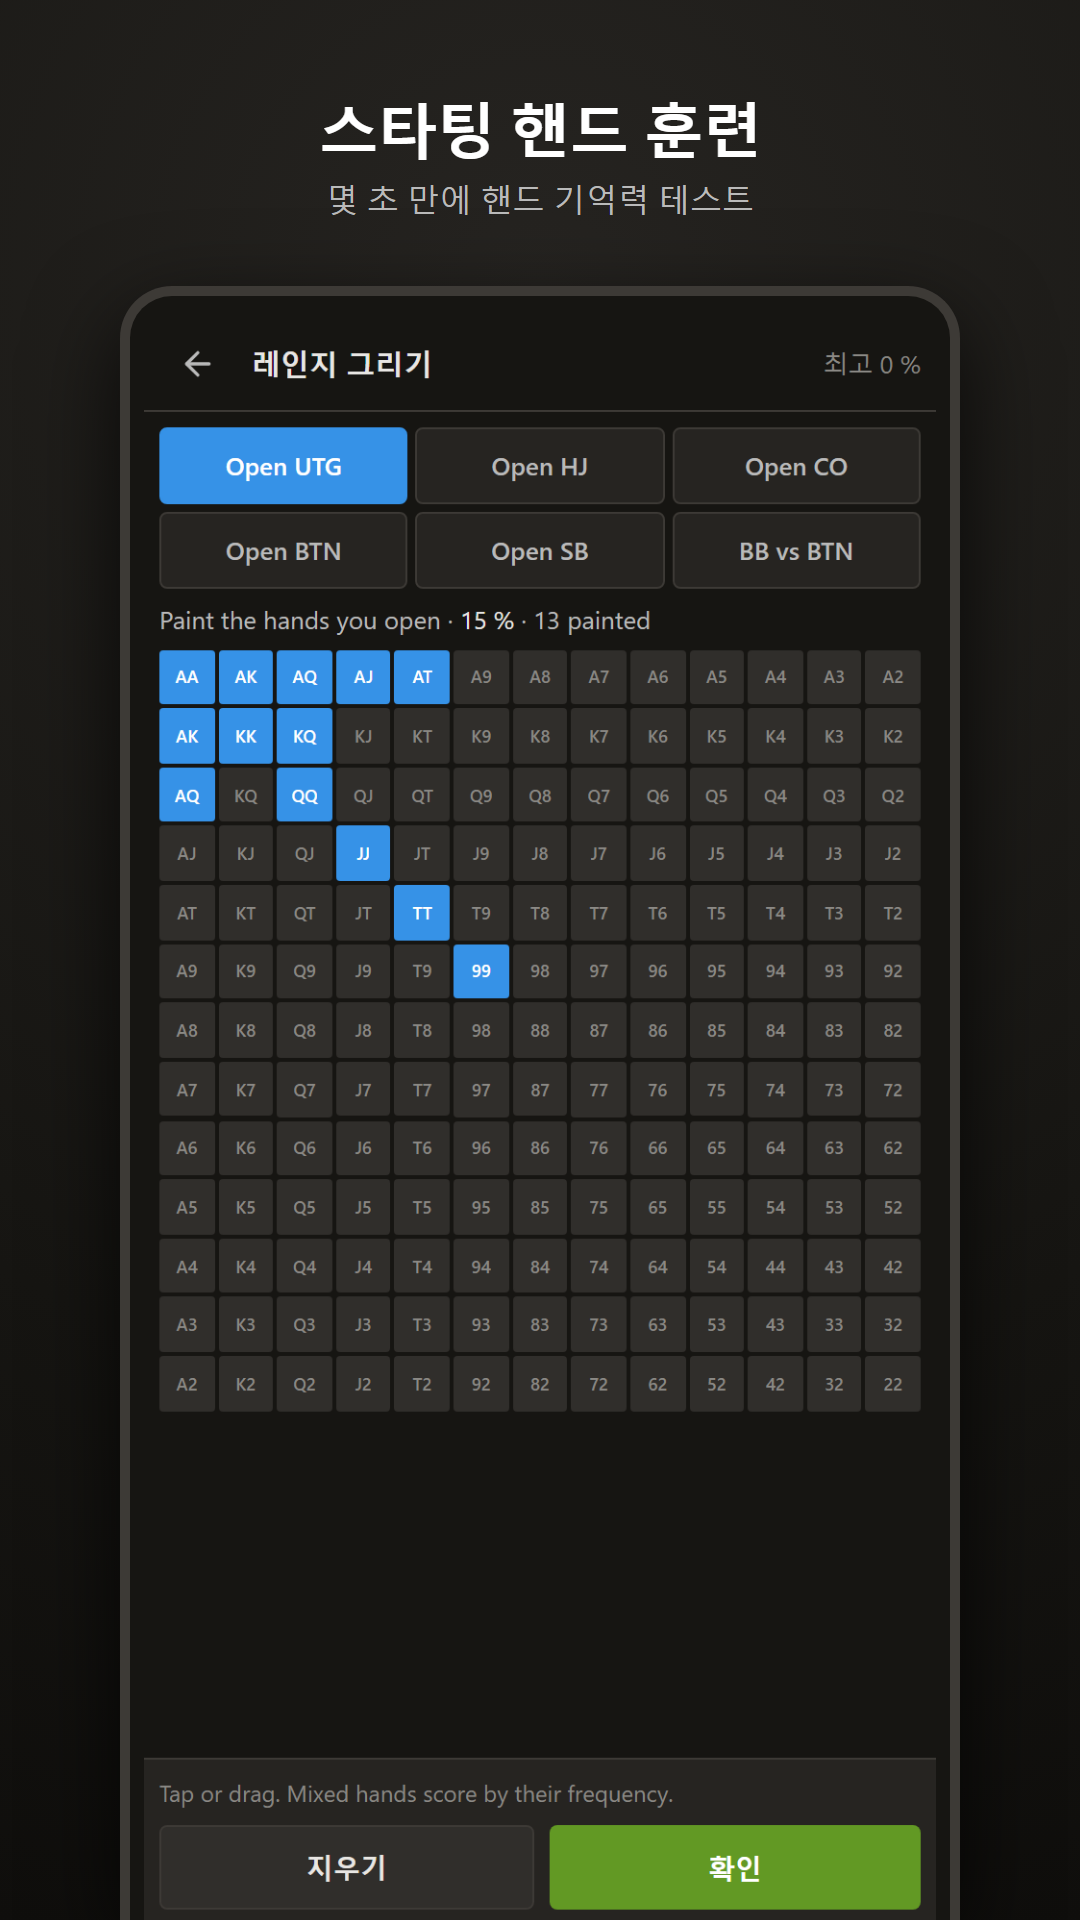 스타팅 핸드 훈련
몇 초 만에 핸드 기억력 테스트
레인지 그리기 최고 0 %
Open UTG Open HJ Open CO
Open BTN Open SB BB vs BTN
Paint the hands you open · 15 % · 13 painted
AA AK AQ AJ AT A9 A8 A7 A6 A5 A4 A3 A2
AK KK KQ KJ KT K9 K8 K7 K6 K5 K4 K3 K2
AQ KQ QQ QJ QT Q9 Q8 Q7 Q6 Q5 Q4 Q3 Q2
AJ KJ QJ JJ JT J9 J8 J7 J6 J5 J4 J3 J2
AT KT QT JT TT T9 T8 T7 T6 T5 T4 T3 T2
A9 K9 Q9 J9 T9 99 98 97 96 95 94 93 92
A8 K8 Q8 J8 T8 98 88 87 86 85 84 83 82
A7 K7 Q7 J7 T7 97 87 77 76 75 74 73 72
A6 K6 Q6 J6 T6 96 86 76 66 65 64 63 62
A5 K5 Q5 J5 T5 95 85 75 65 55 54 53 52
A4 K4 Q4 J4 T4 94 84 74 64 54 44 43 42
A3 K3 Q3 J3 T3 93 83 73 63 53 43 33 32
A2 K2 Q2 J2 T2 92 82 72 62 52 42 32 22
Tap or drag. Mixed hands score by their frequency.
지우기 확인